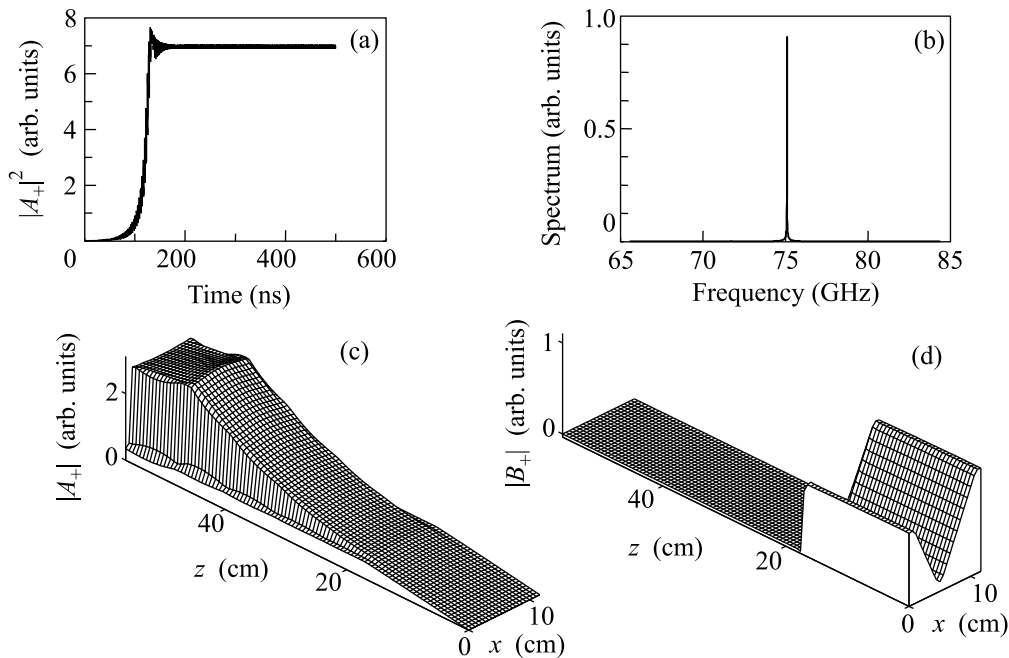 8
6
4
2
0
200
400
600
Time (ns)
|A+|² (arb. units)
(a)
1.0
0.5
0
65
70
75
80
85
Frequency (GHz)
Spectrum (arb. units)
(b)
(c)
|A+| (arb. units)
2
0
40
20
0
z (cm)
10
x (cm)
(d)
|B+| (arb. units)
1
0
40
20
0
z (cm)
10
x (cm)